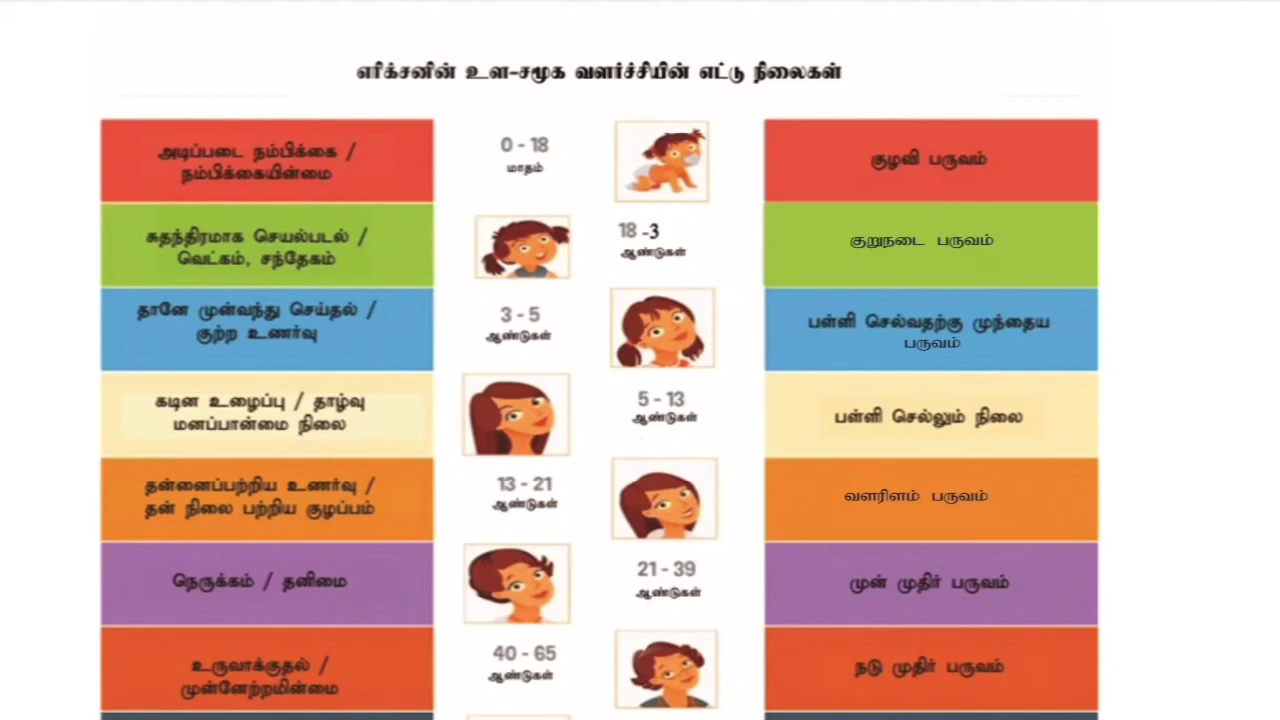 எரிக்சனின் உள-சமூக வளர்ச்சியின் எட்டு நிலைகள்
அடிப்படை நம்பிக்கை /
நம்பிக்கையின்மை
0 - 18
மாதம்
குழவி பருவம்
சுதந்திரமாக செயல்படல் /
வெட்கம், சந்தேகம்
18 -3
ஆண்டுகள்
குறுநடை பருவம்
தானே முன்வந்து செய்தல் /
குற்ற உணர்வு
3 - 5
ஆண்டுகள்
பள்ளி செல்வதற்கு முந்தைய
பருவம்
கடின உழைப்பு / தாழ்வு
மனப்பான்மை நிலை
5 - 13
ஆண்டுகள்
பள்ளி செல்லும் நிலை
தன்னைப்பற்றிய உணர்வு /
தன் நிலை பற்றிய குழப்பம்
13 - 21
ஆண்டுகள்
வளரிளம் பருவம்
நெருக்கம் / தனிமை
21 - 39
ஆண்டுகள்
முன் முதிர் பருவம்
உருவாக்குதல் /
முன்னேற்றமின்மை
40 - 65
ஆண்டுகள்
நடு முதிர் பருவம்